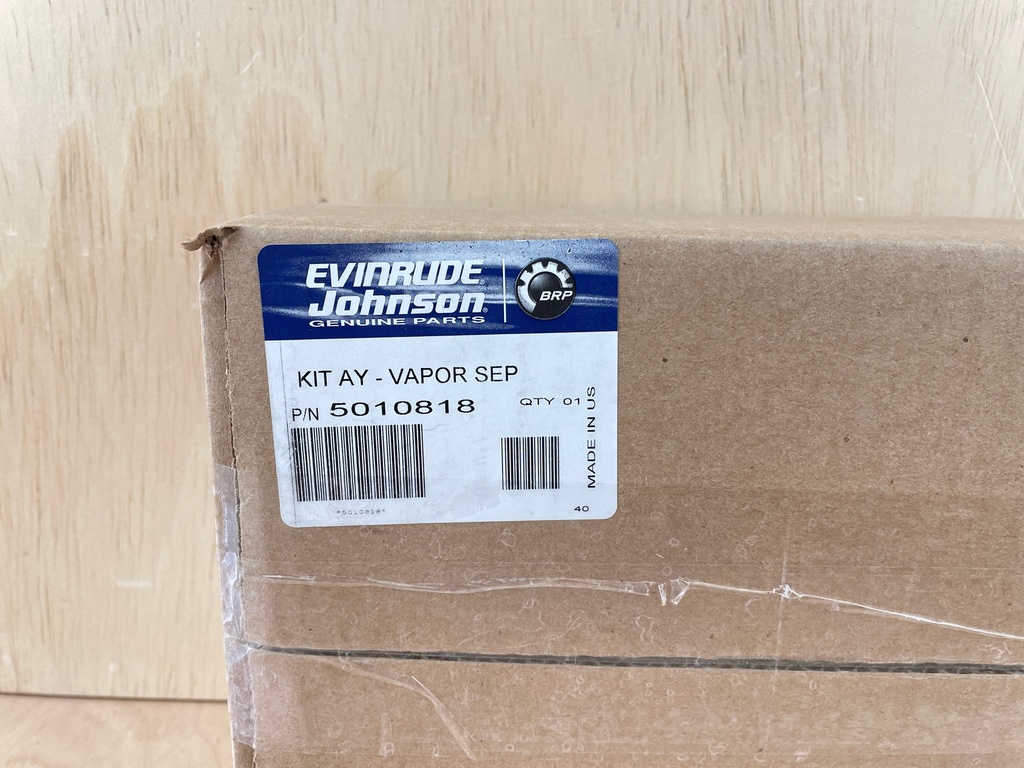 EVINRUDE
Johnson
GENUINE PARTS
BRP
KIT AY - VAPOR SEP
P/N 5010818
QTY 01
MADE IN US
*5010818*
40